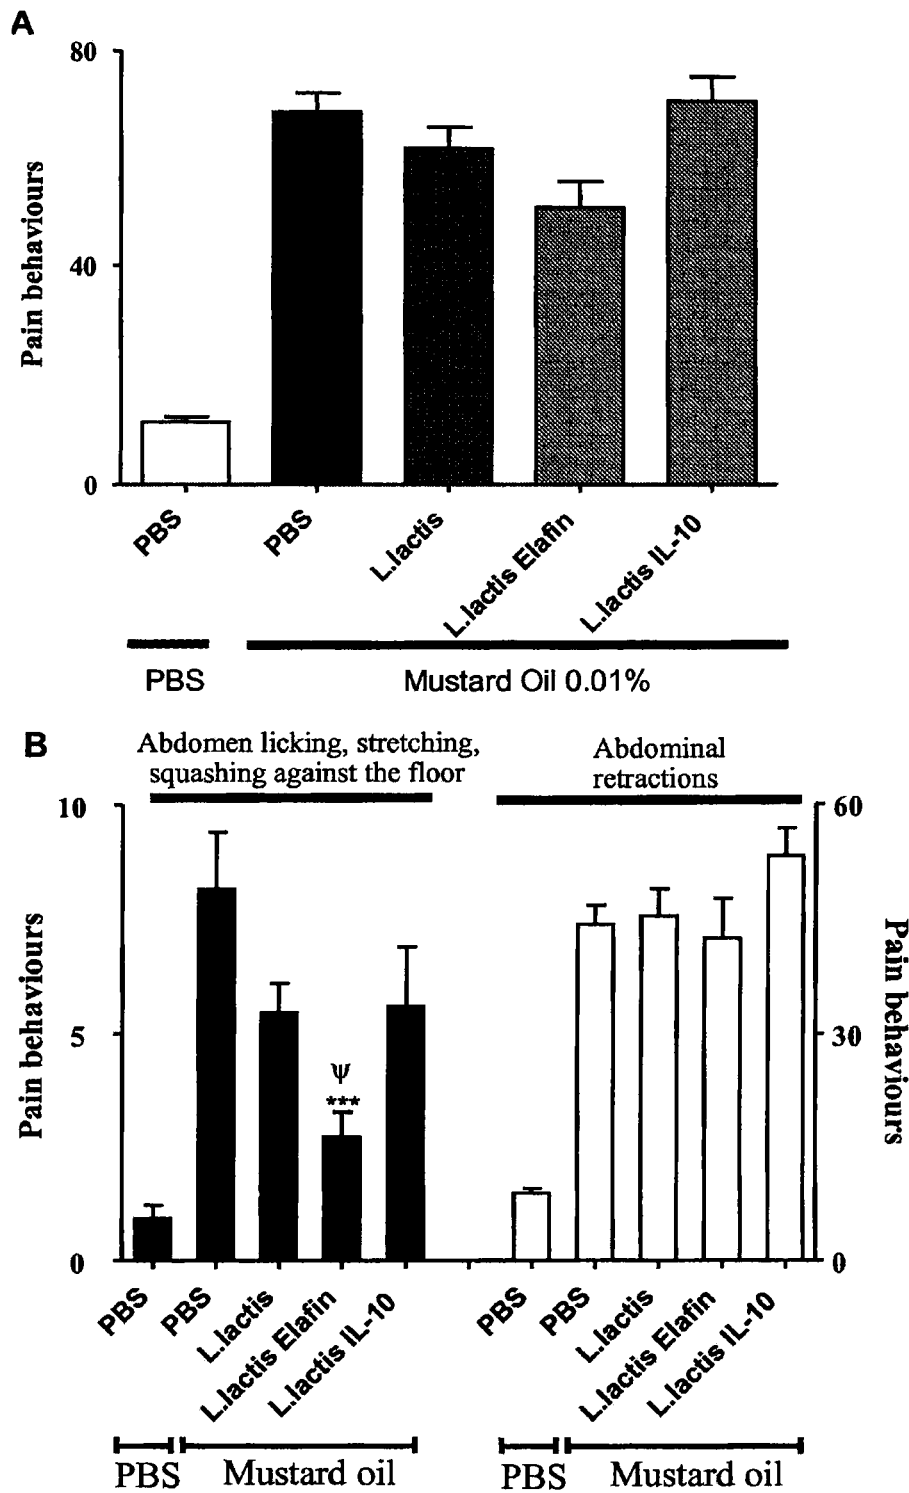 A
80
40
0
Pain behaviours
PBS
PBS
L.lactis
L.lactis Elafin
L.lactis IL-10
PBS
Mustard Oil 0.01%
B
Abdomen licking, stretching,
squashing against the floor
Abdominal
retractions
10
5
0
Pain behaviours
ψ
***
60
30
0
Pain behaviours
PBS
PBS
L.lactis
L.lactis Elafin
L.lactis IL-10
PBS
PBS
L.lactis
L.lactis Elafin
L.lactis IL-10
PBS
Mustard oil
PBS
Mustard oil